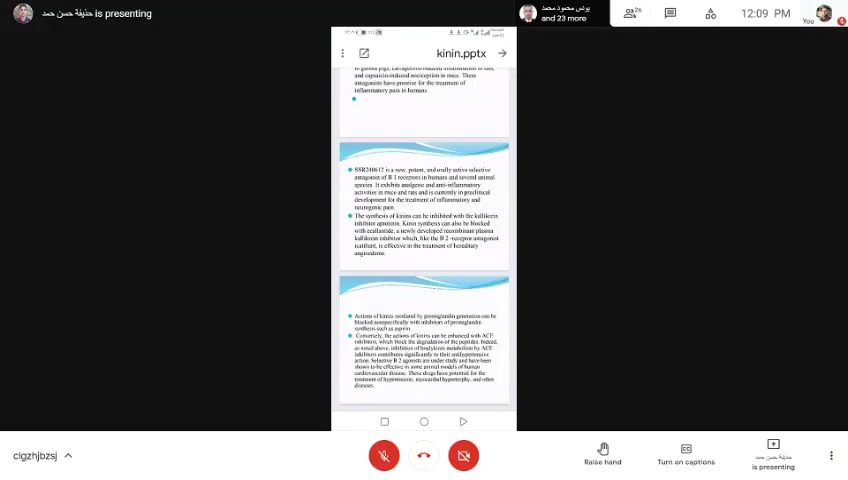 حذيفة حسن حمد is presenting
يونس محمود محمد
and 23 more
26
12:09 PM
You
kinin.pptx
and capsaicin-induced nociception in mice. These
antagonists have promise for the treatment of
inflammatory pain in humans.
SSR240612 is a new, potent, and orally active selective
antagonist of B 1 receptors in humans and several animal
species. It exhibits analgesic and anti-inflammatory
activities in mice and rats and is currently in preclinical
development for the treatment of inflammatory and
neurogenic pain.
The synthesis of kinins can be inhibited with the kallikrein
inhibitor aprotinin. Kinin synthesis can also be blocked
with ecallantide, a newly developed recombinant plasma
kallikrein inhibitor which, like the B 2 -receptor antagonist
icatibant, is effective in the treatment of hereditary
angioedema.
Actions of kinins mediated by prostaglandin generation can be
blocked nonspecifically with inhibitors of prostaglandin
synthesis such as aspirin.
Conversely, the actions of kinins can be enhanced with ACE
inhibitors, which block the degradation of the peptides. Indeed,
as noted above, inhibition of bradykinin metabolism by ACE
inhibitors contributes significantly to their antihypertensive
action. Selective B 2 agonists are under study and have been
shown to be effective in some animal models of human
cardiovascular disease. These drugs have potential for the
treatment of hypertension, myocardial hypertrophy, and other
diseases.
clgzhjbzsj
Raise hand
Turn on captions
حذيفة حسن حمد
is presenting